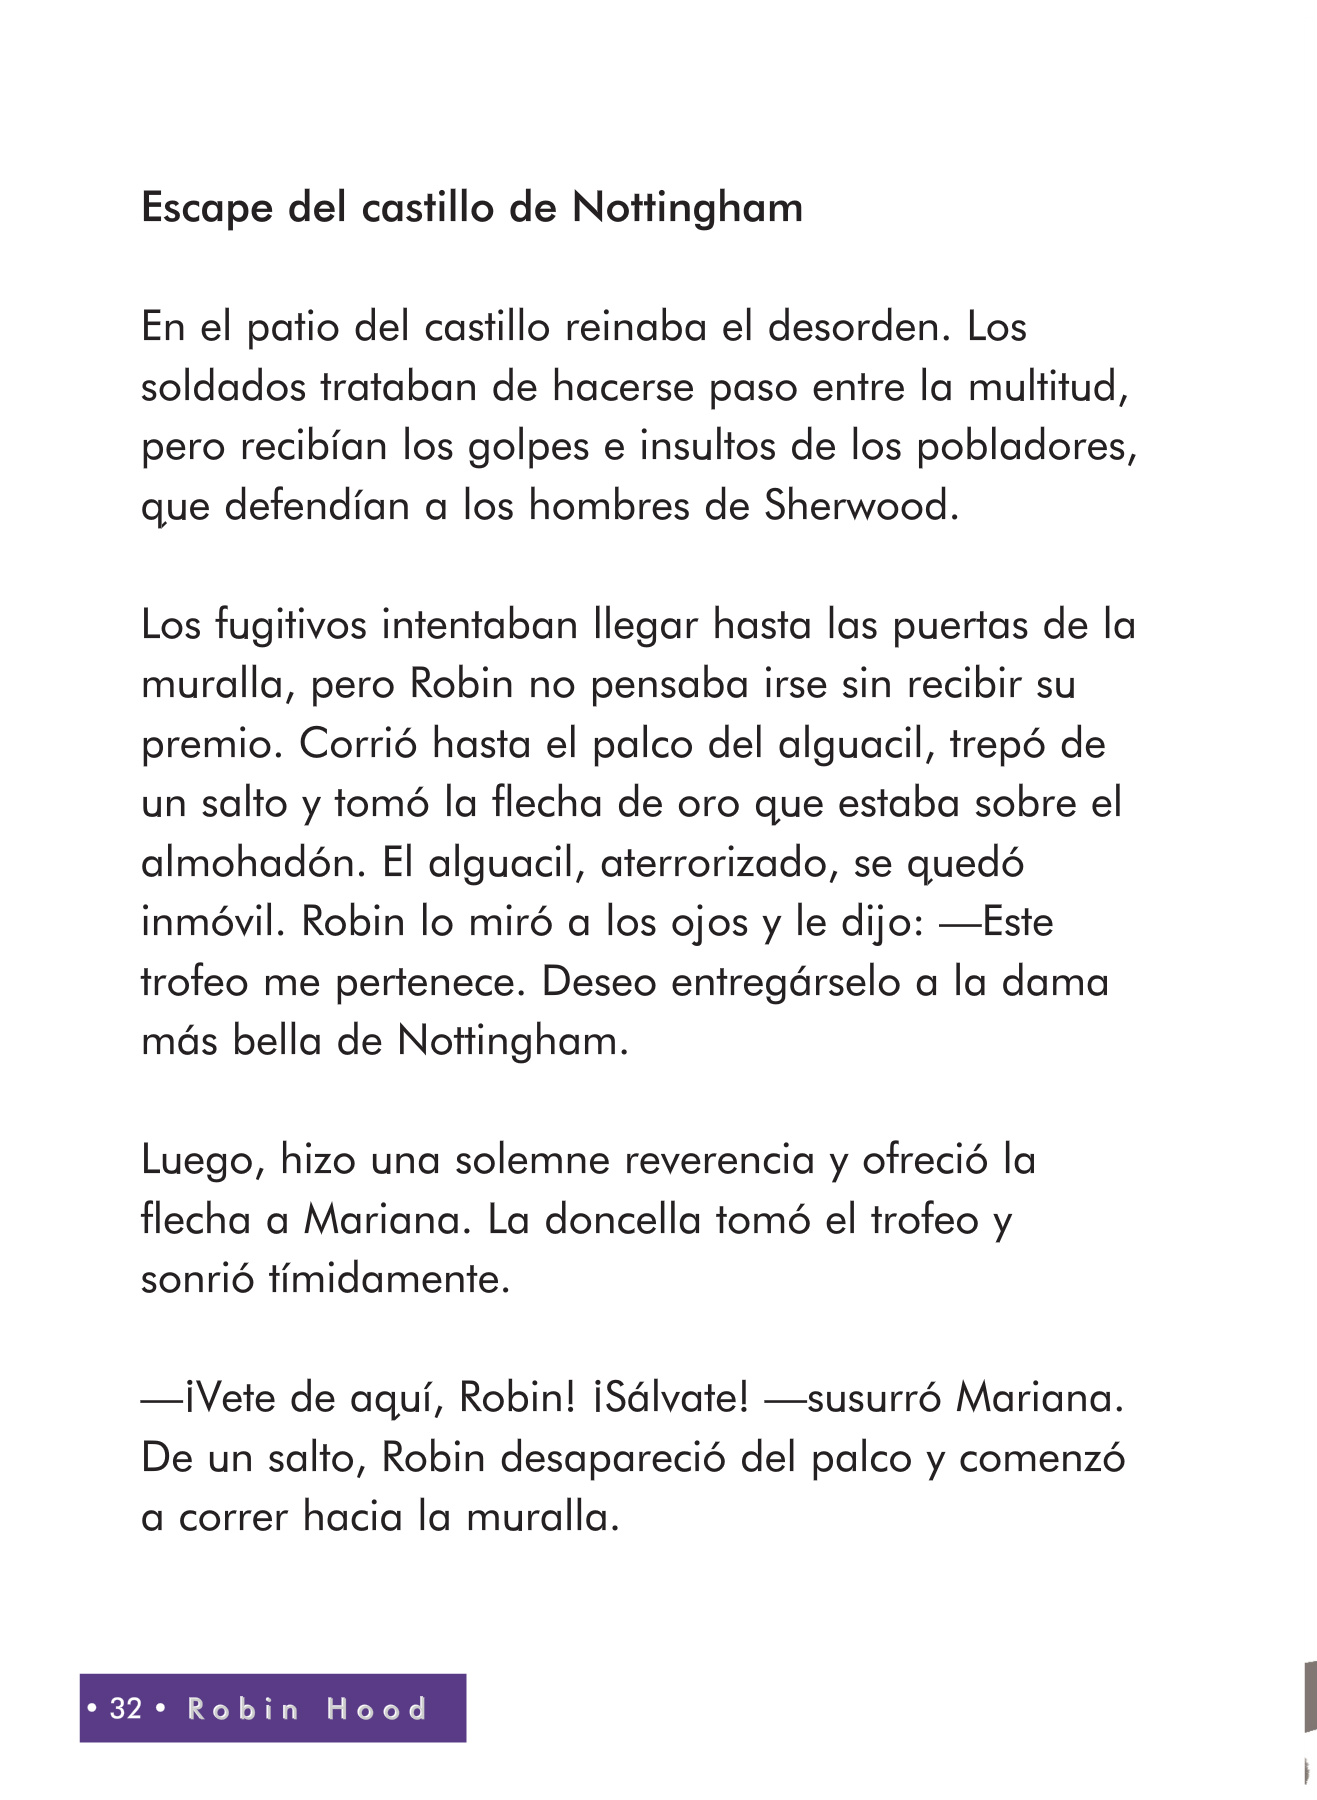 Escape del castillo de Nottingham
En el patio del castillo reinaba el desorden. Los
soldados trataban de hacerse paso entre la multitud,
pero recibían los golpes e insultos de los pobladores,
que defendían a los hombres de Sherwood.
Los fugitivos intentaban llegar hasta las puertas de la
muralla, pero Robin no pensaba irse sin recibir su
premio. Corrió hasta el palco del alguacil, trepó de
un salto y tomó la flecha de oro que estaba sobre el
almohadón. El alguacil, aterrorizado, se quedó
inmóvil. Robin lo miró a los ojos y le dijo: —Este
trofeo me pertenece. Deseo entregárselo a la dama
más bella de Nottingham.
Luego, hizo una solemne reverencia y ofreció la
flecha a Mariana. La doncella tomó el trofeo y
sonrió tímidamente.
—¡Vete de aquí, Robin! ¡Sálvate! —susurró Mariana.
De un salto, Robin desapareció del palco y comenzó
a correr hacia la muralla.
• 32 • Robin Hood